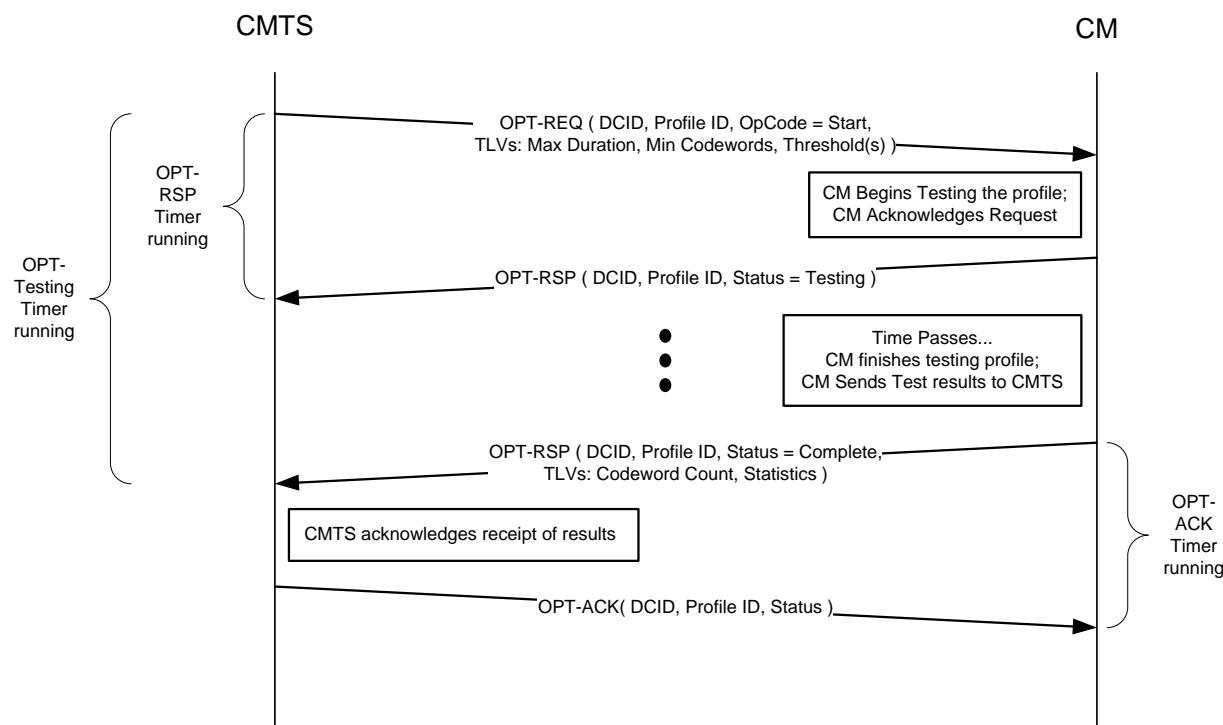 CMTS
CM
OPT-REQ ( DCID, Profile ID, OpCode = Start,
TLVs: Max Duration, Min Codewords, Threshold(s) )
OPT-
RSP
Timer
running
CM Begins Testing the profile;
CM Acknowledges Request
OPT-
Testing
Timer
running
OPT-RSP ( DCID, Profile ID, Status = Testing )
Time Passes...
CM finishes testing profile;
CM Sends Test results to CMTS
OPT-RSP ( DCID, Profile ID, Status = Complete,
TLVs: Codeword Count, Statistics )
CMTS acknowledges receipt of results
OPT-
ACK
Timer
running
OPT-ACK( DCID, Profile ID, Status )